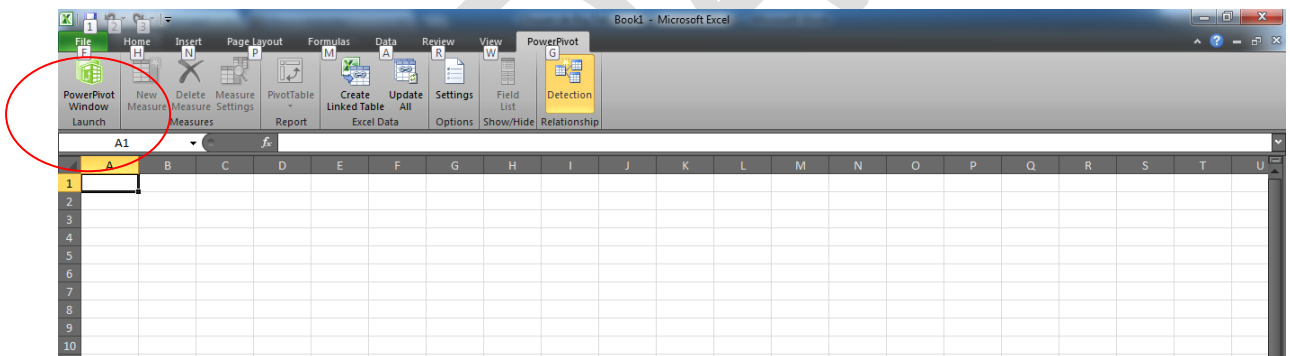 Book1 - Microsoft Excel
1 2 3
File Home Insert Page Layout Formulas Data Review View PowerPivot
F H N P M A R W G
PowerPivot Window New Measure Delete Measure Measure Settings PivotTable Create Linked Table Update All Settings Field List Detection
Launch Measures Report Excel Data Options Show/Hide Relationship
A1 fx
A B C D E F G H I J K L M N O P Q R S T U
1
2
3
4
5
6
7
8
9
10